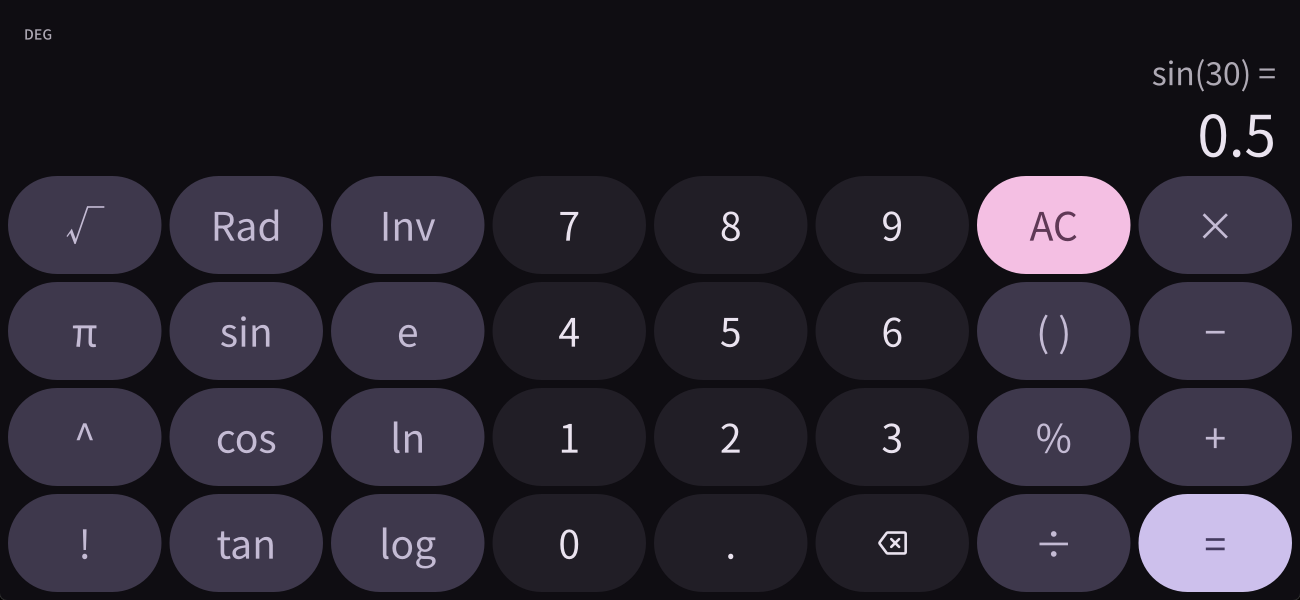 DEG
sin(30) =
0.5
√ Rad Inv 7 8 9 AC ×
π sin e 4 5 6 ( ) −
^ cos ln 1 2 3 % +
! tan log 0 . ÷ =